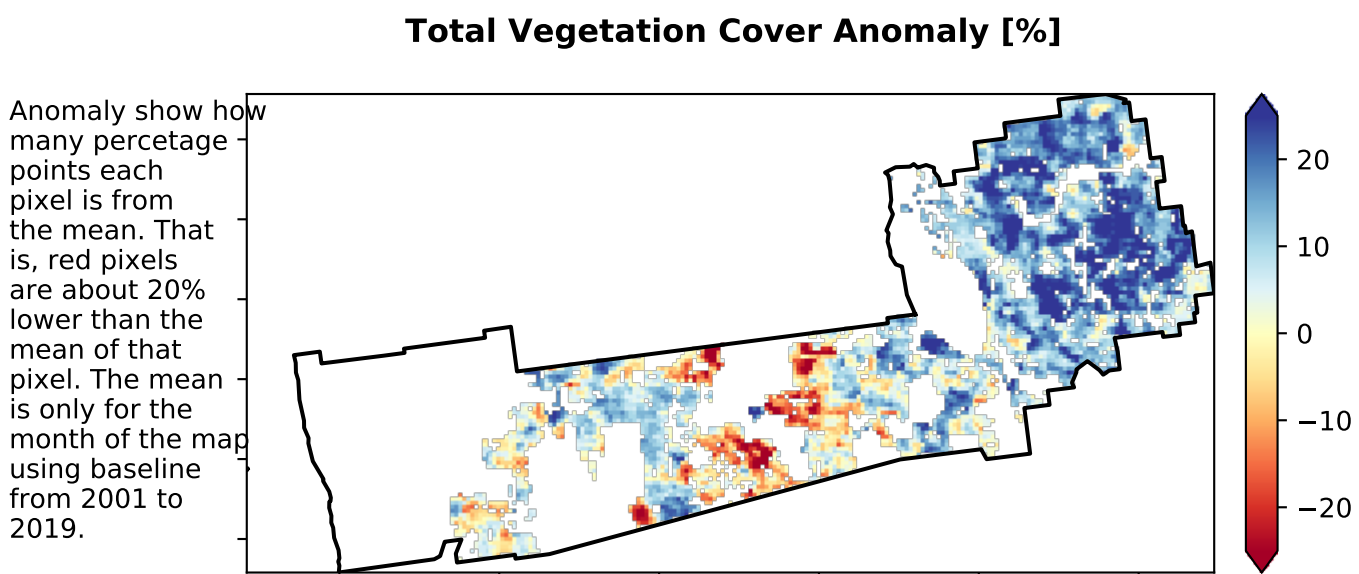 Total Vegetation Cover Anomaly [%]
Anomaly show how
many percetage
points each
pixel is from
the mean. That
is, red pixels
are about 20%
lower than the
mean of that
pixel. The mean
is only for the
month of the map
using baseline
from 2001 to
2019.
20
10
0
−10
−20